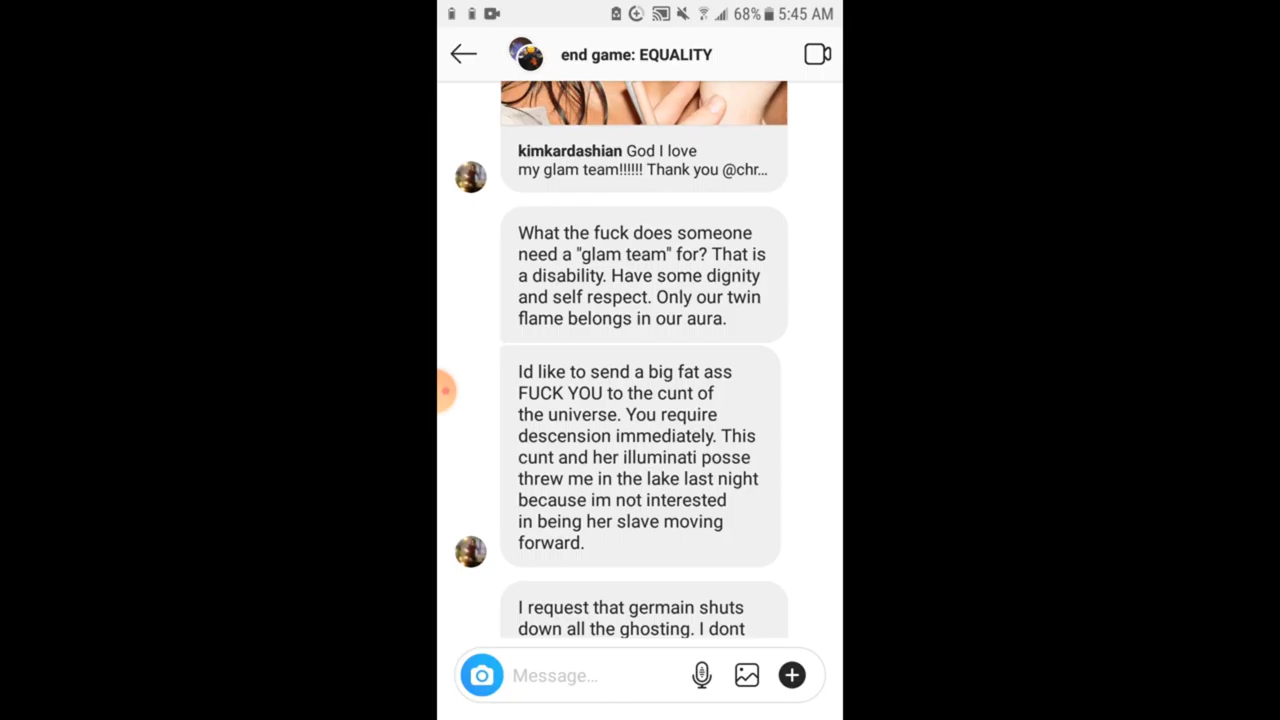 68% 5:45 AM
end game: EQUALITY
kimkardashian God I love
my glam team!!!!!! Thank you @chr...
What the fuck does someone
need a "glam team" for? That is
a disability. Have some dignity
and self respect. Only our twin
flame belongs in our aura.
Id like to send a big fat ass
FUCK YOU to the cunt of
the universe. You require
descension immediately. This
cunt and her illuminati posse
threw me in the lake last night
because im not interested
in being her slave moving
forward.
I request that germain shuts
down all the ghosting. I dont
Message...